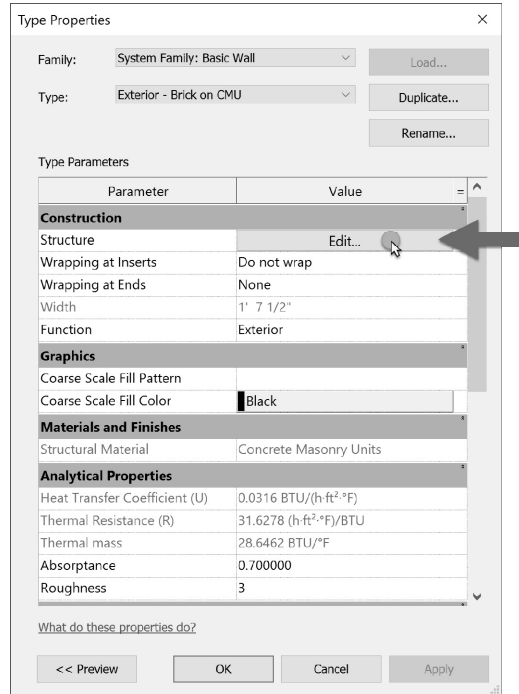 Type Properties
Family: System Family: Basic Wall Load...
Type: Exterior - Brick on CMU Duplicate...
Rename...
Type Parameters
Parameter Value =
Construction
Structure Edit...
Wrapping at Inserts Do not wrap
Wrapping at Ends None
Width 1' 7 1/2"
Function Exterior
Graphics
Coarse Scale Fill Pattern
Coarse Scale Fill Color Black
Materials and Finishes
Structural Material Concrete Masonry Units
Analytical Properties
Heat Transfer Coefficient (U) 0.0316 BTU/(h·ft²·°F)
Thermal Resistance (R) 31.6278 (h·ft²·°F)/BTU
Thermal mass 28.6462 BTU/°F
Absorptance 0.700000
Roughness 3
What do these properties do?
<< Preview OK Cancel Apply